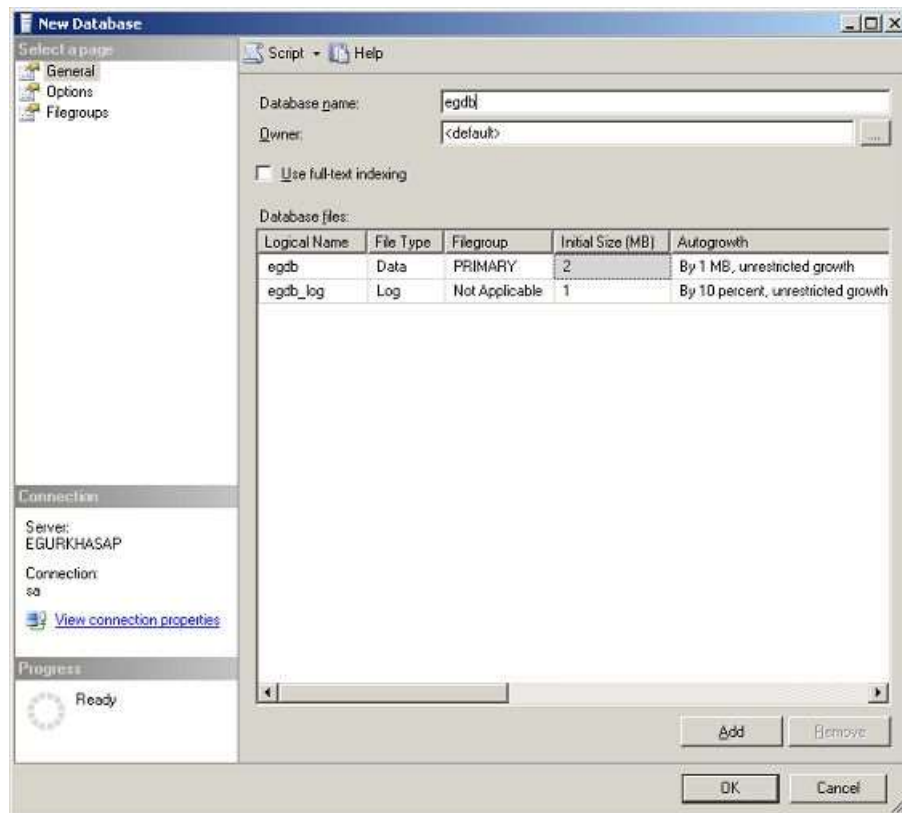 New Database
Select a page
General
Options
Filegroups
Script
Help
Database name:
egdb
Owner:
<default>
...
Use full-text indexing
Database files:
Logical Name File Type Filegroup Initial Size (MB) Autogrowth
egdb Data PRIMARY 2 By 1 MB, unrestricted growth
egdb_log Log Not Applicable 1 By 10 percent, unrestricted growth
Connection
Server:
EGURKHASAP
Connection:
sa
View connection properties
Progress
Ready
Add
Remove
OK
Cancel